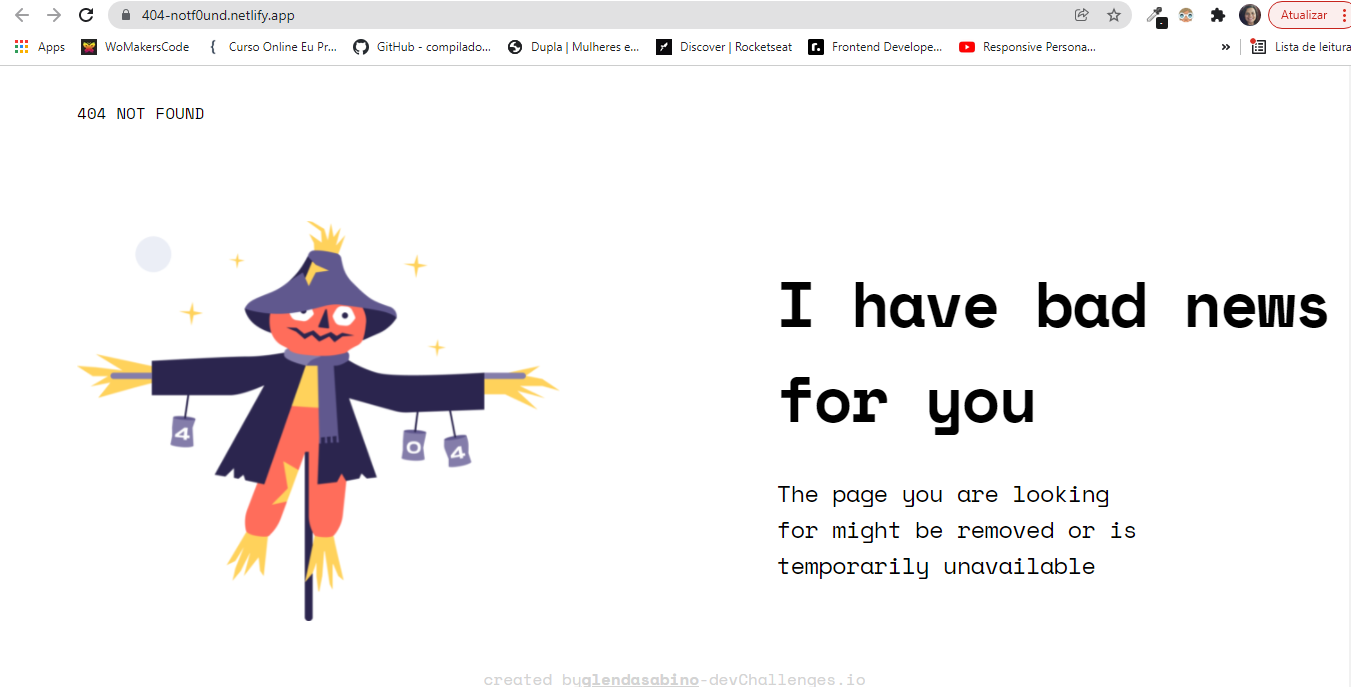 404-notf0und.netlify.app
Atualizar
Apps
WoMakersCode
Curso Online Eu Pr...
GitHub - compilado...
Dupla | Mulheres e...
Discover | Rocketseat
Frontend Develope...
Responsive Persona...
»
Lista de leitura
404 NOT FOUND
I have bad news
for you
4
0
4
The page you are looking
for might be removed or is
temporarily unavailable
created byglendasabino-devChallenges.io